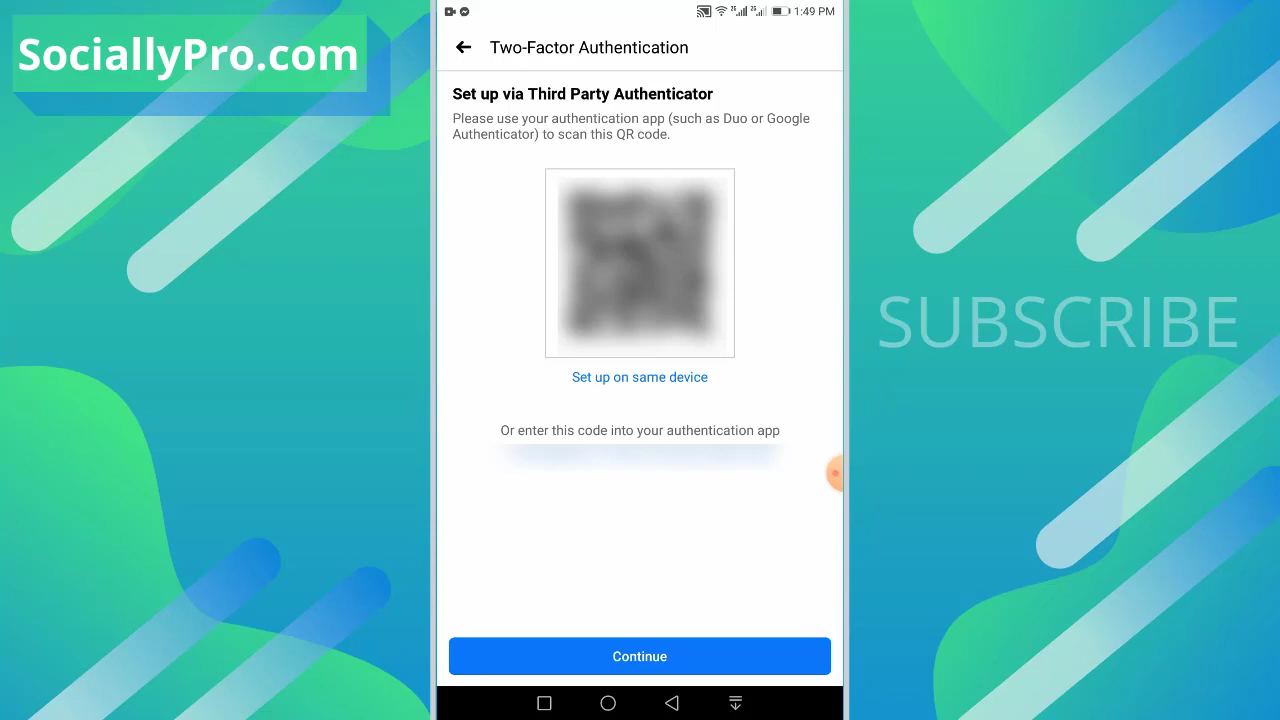 SociallyPro.com
1:49 PM
Two-Factor Authentication
Set up via Third Party Authenticator
Please use your authentication app (such as Duo or Google
Authenticator) to scan this QR code.
Set up on same device
Or enter this code into your authentication app
Continue
SUBSCRIBE